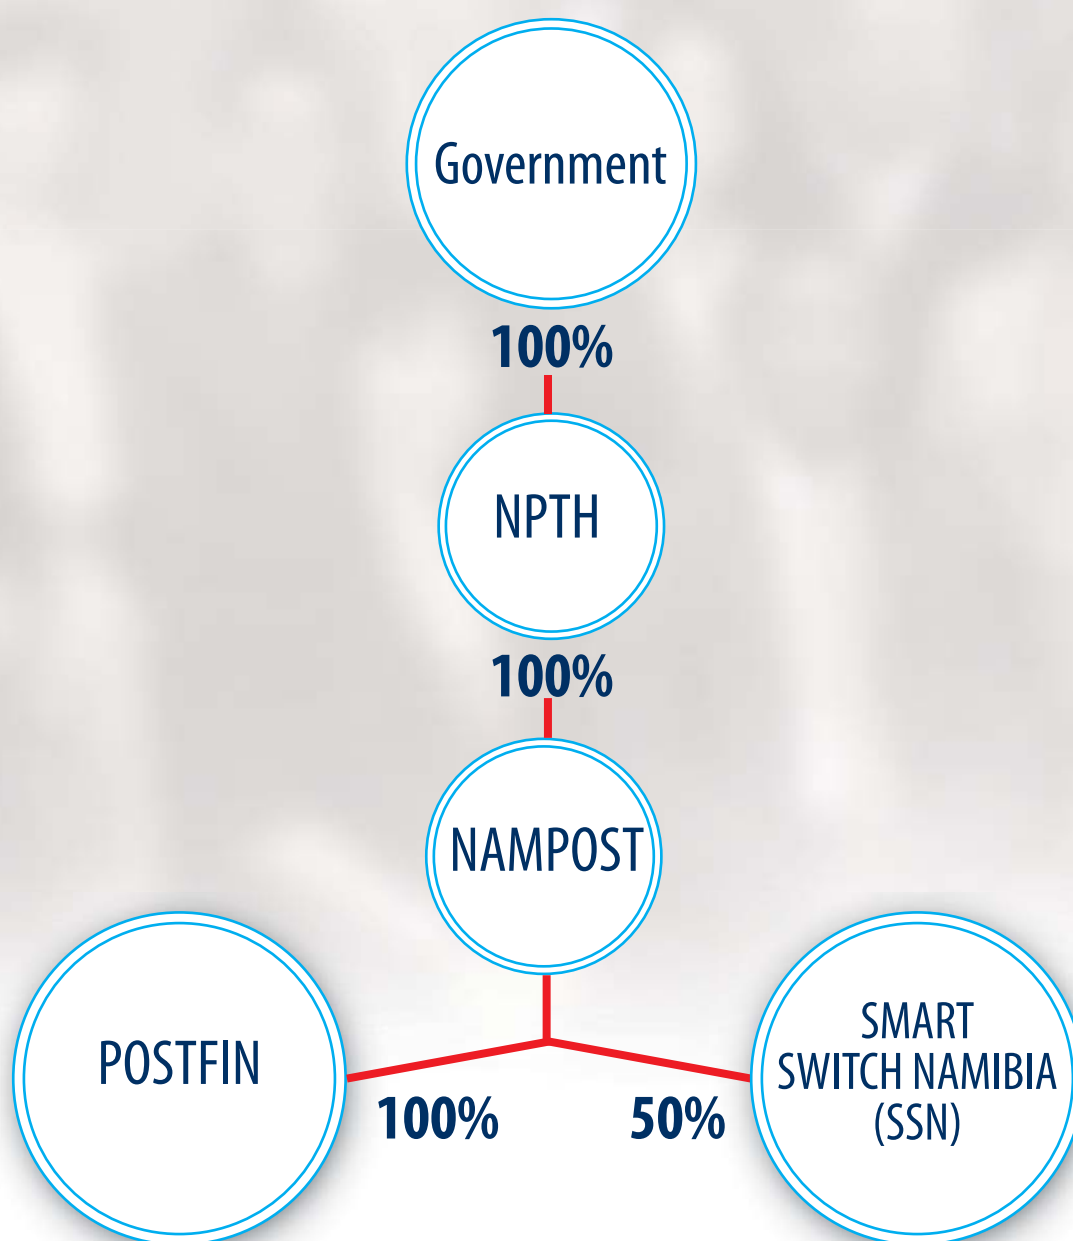 Government
100%
NPTH
100%
NAMPOST
POSTFIN
100%
50%
SMART
SWITCH NAMIBIA
(SSN)